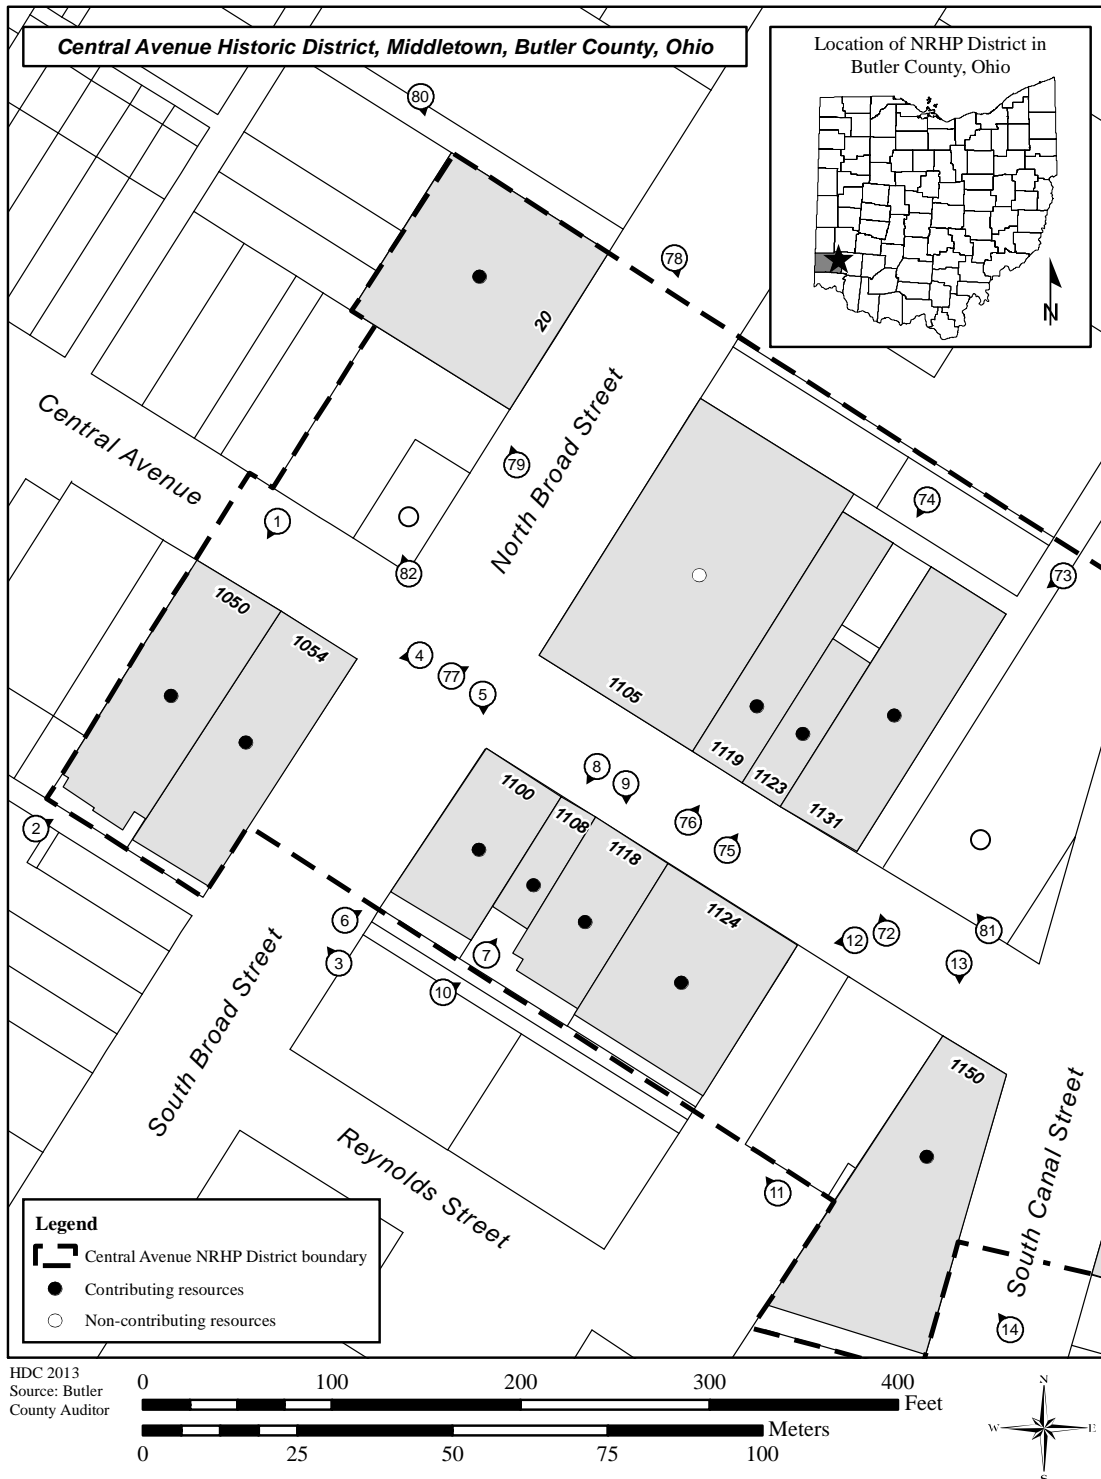 Central Avenue Historic District, Middletown, Butler County, Ohio
Location of NRHP District in
Butler County, Ohio
N
80
78
20
79
74
73
Central Avenue
North Broad Street
1
82
1050
1054
4
77
5
1105
1119
1123
1131
8
9
76
75
1100
1108
1118
1124
2
6
3
7
10
12
72
81
13
1150
11
14
South Broad Street
Reynolds Street
South Canal Street
Legend
Central Avenue NRHP District boundary
Contributing resources
Non-contributing resources
HDC 2013
Source: Butler
County Auditor
0 100 200 300 400
Feet
Meters
0 25 50 75 100
N
W E
S